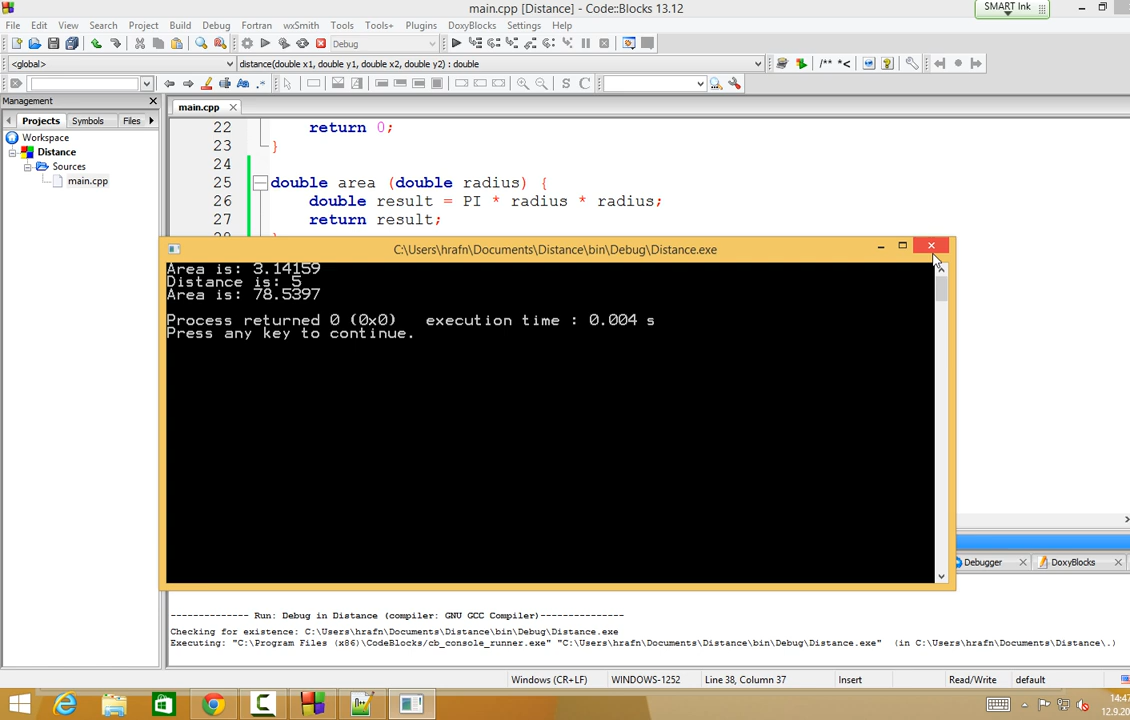 main.cpp [Distance] - Code::Blocks 13.12
SMART Ink
File Edit View Search Project Build Debug Fortran wxSmith Tools Tools+ Plugins DoxyBlocks Settings Help
Debug
<global>
distance(double x1, double y1, double x2, double y2) : double
/** *<
S C
Management
main.cpp
Projects Symbols Files
22 return 0;
Workspace
23 }
Distance
24
Sources
25 double area (double radius) {
main.cpp
26 double result = PI * radius * radius;
27 return result;
C:\Users\hrafn\Documents\Distance\bin\Debug\Distance.exe
Area is: 3.14159
Distance is: 5
Area is: 78.5397
Process returned 0 (0x0) execution time : 0.004 s
Press any key to continue.
Debugger
DoxyBlocks
-------------- Run: Debug in Distance (compiler: GNU GCC Compiler)---------------
Checking for existence: C:\Users\hrafn\Documents\Distance\bin\Debug\Distance.exe
Executing: "C:\Program Files (x86)\CodeBlocks/cb_console_runner.exe" "C:\Users\hrafn\Documents\Distance\bin\Debug\Distance.exe" (in C:\Users\hrafn\Documents\Distance\.)
Windows (CR+LF) WINDOWS-1252 Line 38, Column 37 Insert Read/Write default
14:47
12.9.20